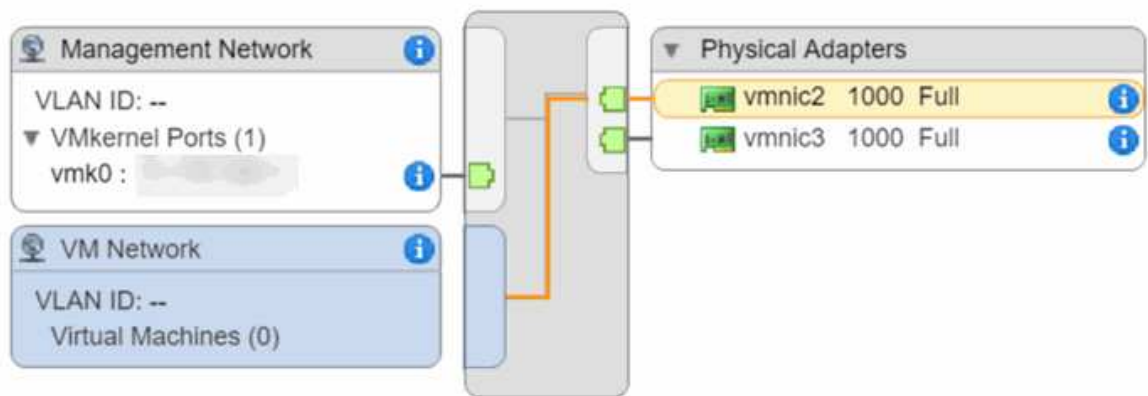 Management Network
VLAN ID: --
VMkernel Ports (1)
vmk0 :
VM Network
VLAN ID: --
Virtual Machines (0)
Physical Adapters
vmnic2 1000 Full
vmnic3 1000 Full